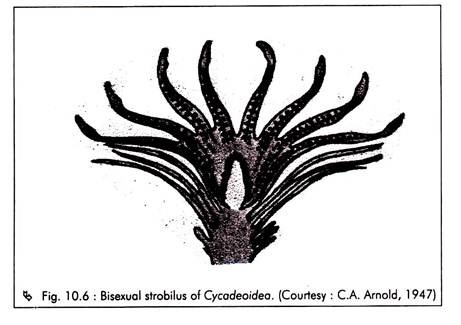 Fig. 10.6 : Bisexual strobilus of Cycadeoidea. (Courtesy : C.A. Arnold, 1947)